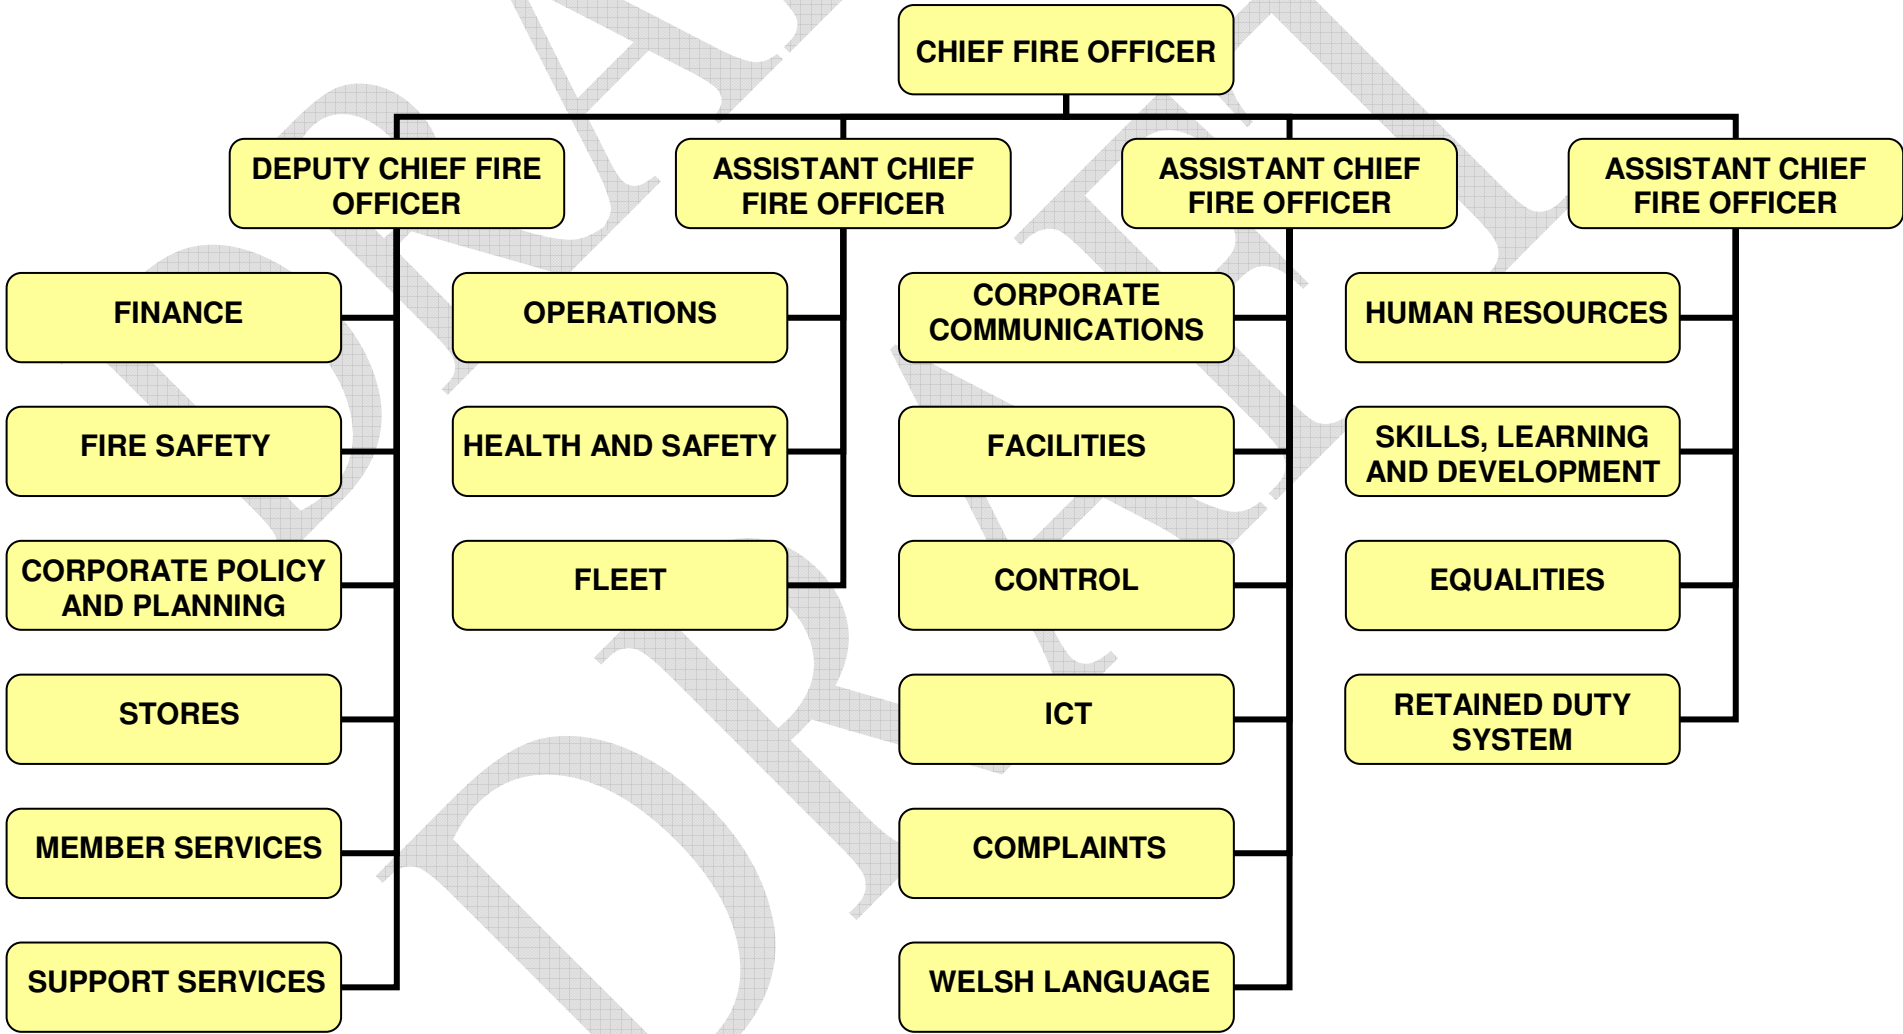 CHIEF FIRE OFFICER
DEPUTY CHIEF FIRE
OFFICER
ASSISTANT CHIEF
FIRE OFFICER
ASSISTANT CHIEF
FIRE OFFICER
ASSISTANT CHIEF
FIRE OFFICER
FINANCE
FIRE SAFETY
CORPORATE POLICY
AND PLANNING
STORES
MEMBER SERVICES
SUPPORT SERVICES
OPERATIONS
HEALTH AND SAFETY
FLEET
CORPORATE
COMMUNICATIONS
FACILITIES
CONTROL
ICT
COMPLAINTS
WELSH LANGUAGE
HUMAN RESOURCES
SKILLS, LEARNING
AND DEVELOPMENT
EQUALITIES
RETAINED DUTY
SYSTEM
DRAFT
DRAFT